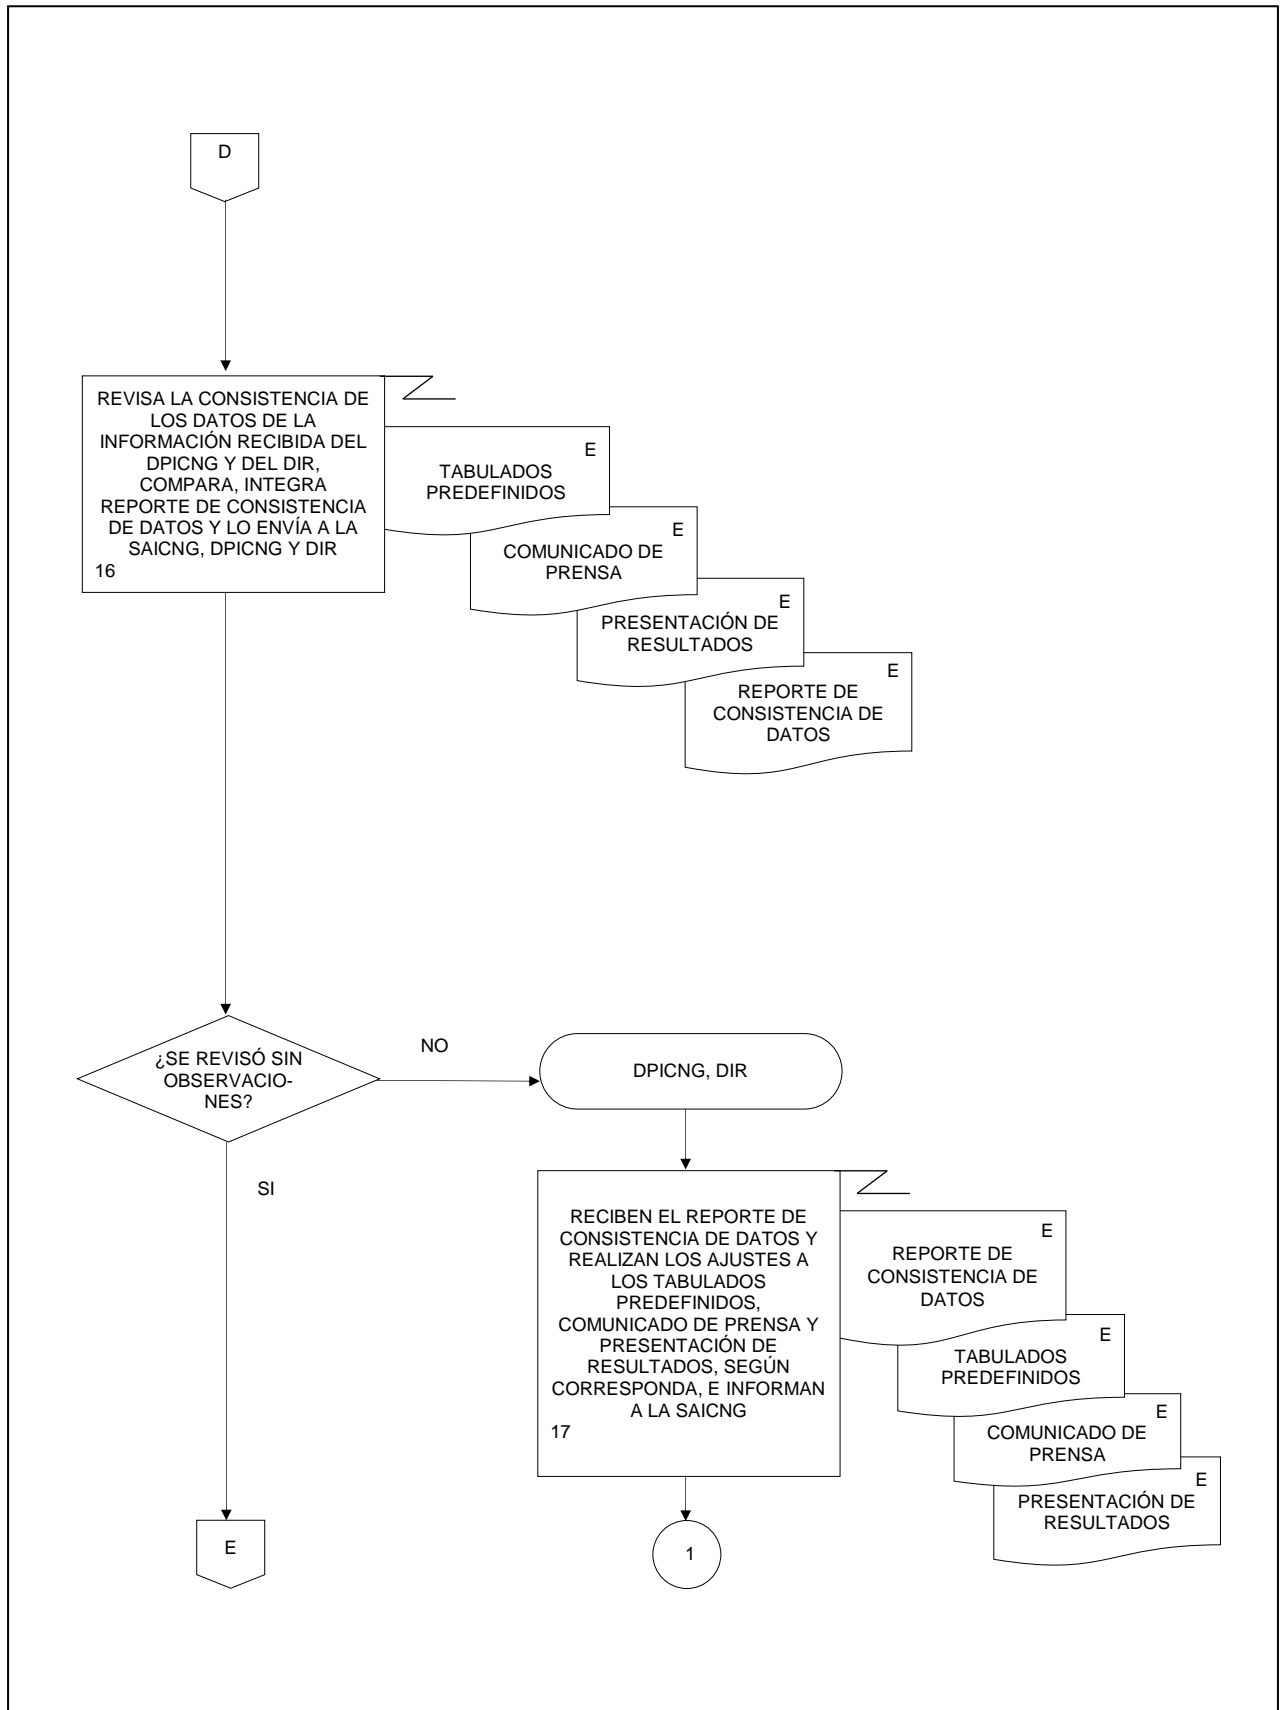 D
REVISA LA CONSISTENCIA DE
LOS DATOS DE LA
INFORMACIÓN RECIBIDA DEL
DPICNG Y DEL DIR,
COMPARA, INTEGRA
REPORTE DE CONSISTENCIA
DE DATOS Y LO ENVÍA A LA
SAICNG, DPICNG Y DIR
16
E
TABULADOS
PREDEFINIDOS
E
COMUNICADO DE
PRENSA
E
PRESENTACIÓN DE
RESULTADOS
E
REPORTE DE
CONSISTENCIA DE
DATOS
¿SE REVISÓ SIN
OBSERVACIO-
NES?
NO
DPICNG, DIR
SI
RECIBEN EL REPORTE DE
CONSISTENCIA DE DATOS Y
REALIZAN LOS AJUSTES A
LOS TABULADOS
PREDEFINIDOS,
COMUNICADO DE PRENSA Y
PRESENTACIÓN DE
RESULTADOS, SEGÚN
CORRESPONDA, E INFORMAN
A LA SAICNG
17
E
REPORTE DE
CONSISTENCIA DE
DATOS
E
TABULADOS
PREDEFINIDOS
E
COMUNICADO DE
PRENSA
E
PRESENTACIÓN DE
RESULTADOS
E
1